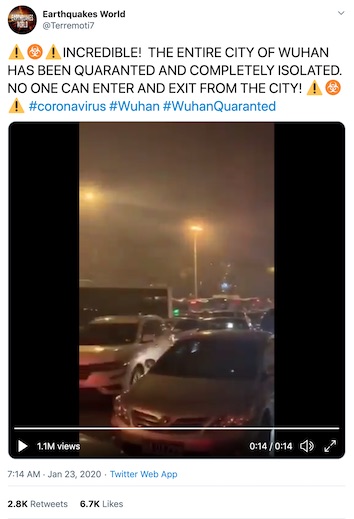 Earthquakes World
@Terremoti7
⚠️☣️⚠️INCREDIBLE! THE ENTIRE CITY OF WUHAN
HAS BEEN QUARANTED AND COMPLETELY ISOLATED.
NO ONE CAN ENTER AND EXIT FROM THE CITY! ⚠️☣️
⚠️ #coronavirus #Wuhan #WuhanQuaranted
1.1M views
0:14 / 0:14
7:14 AM · Jan 23, 2020 · Twitter Web App
2.8K Retweets 6.7K Likes